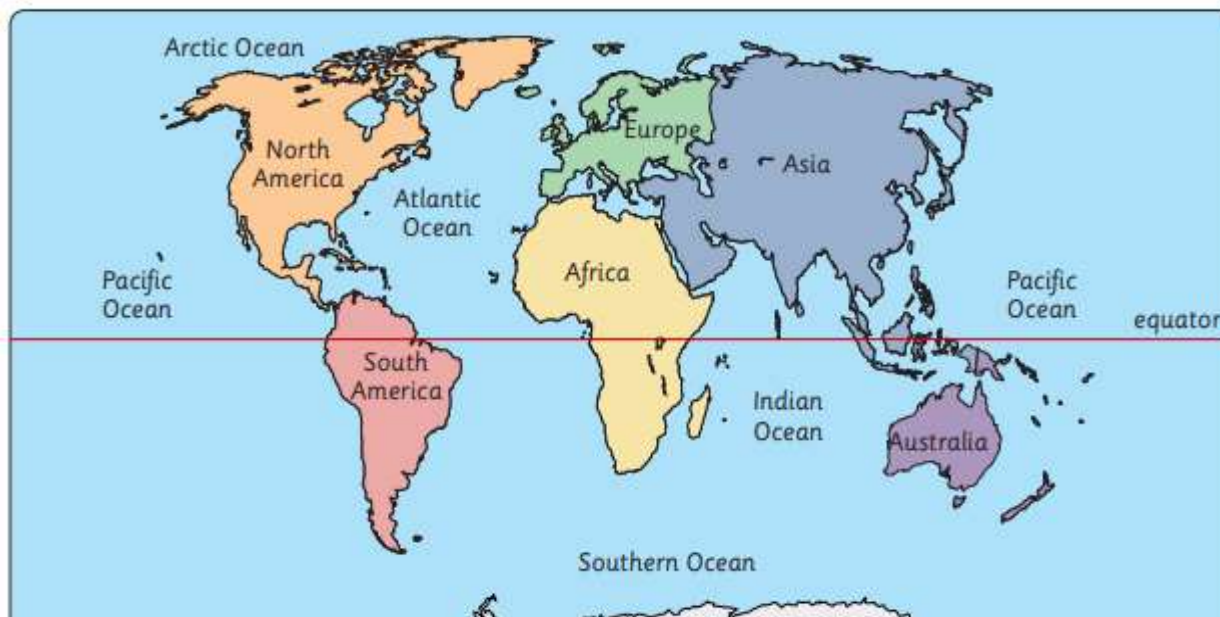 Arctic Ocean
North
America
Europe
Asia
Atlantic
Ocean
Africa
Pacific
Ocean
Pacific
Ocean
equator
South
America
Indian
Ocean
Australia
Southern Ocean